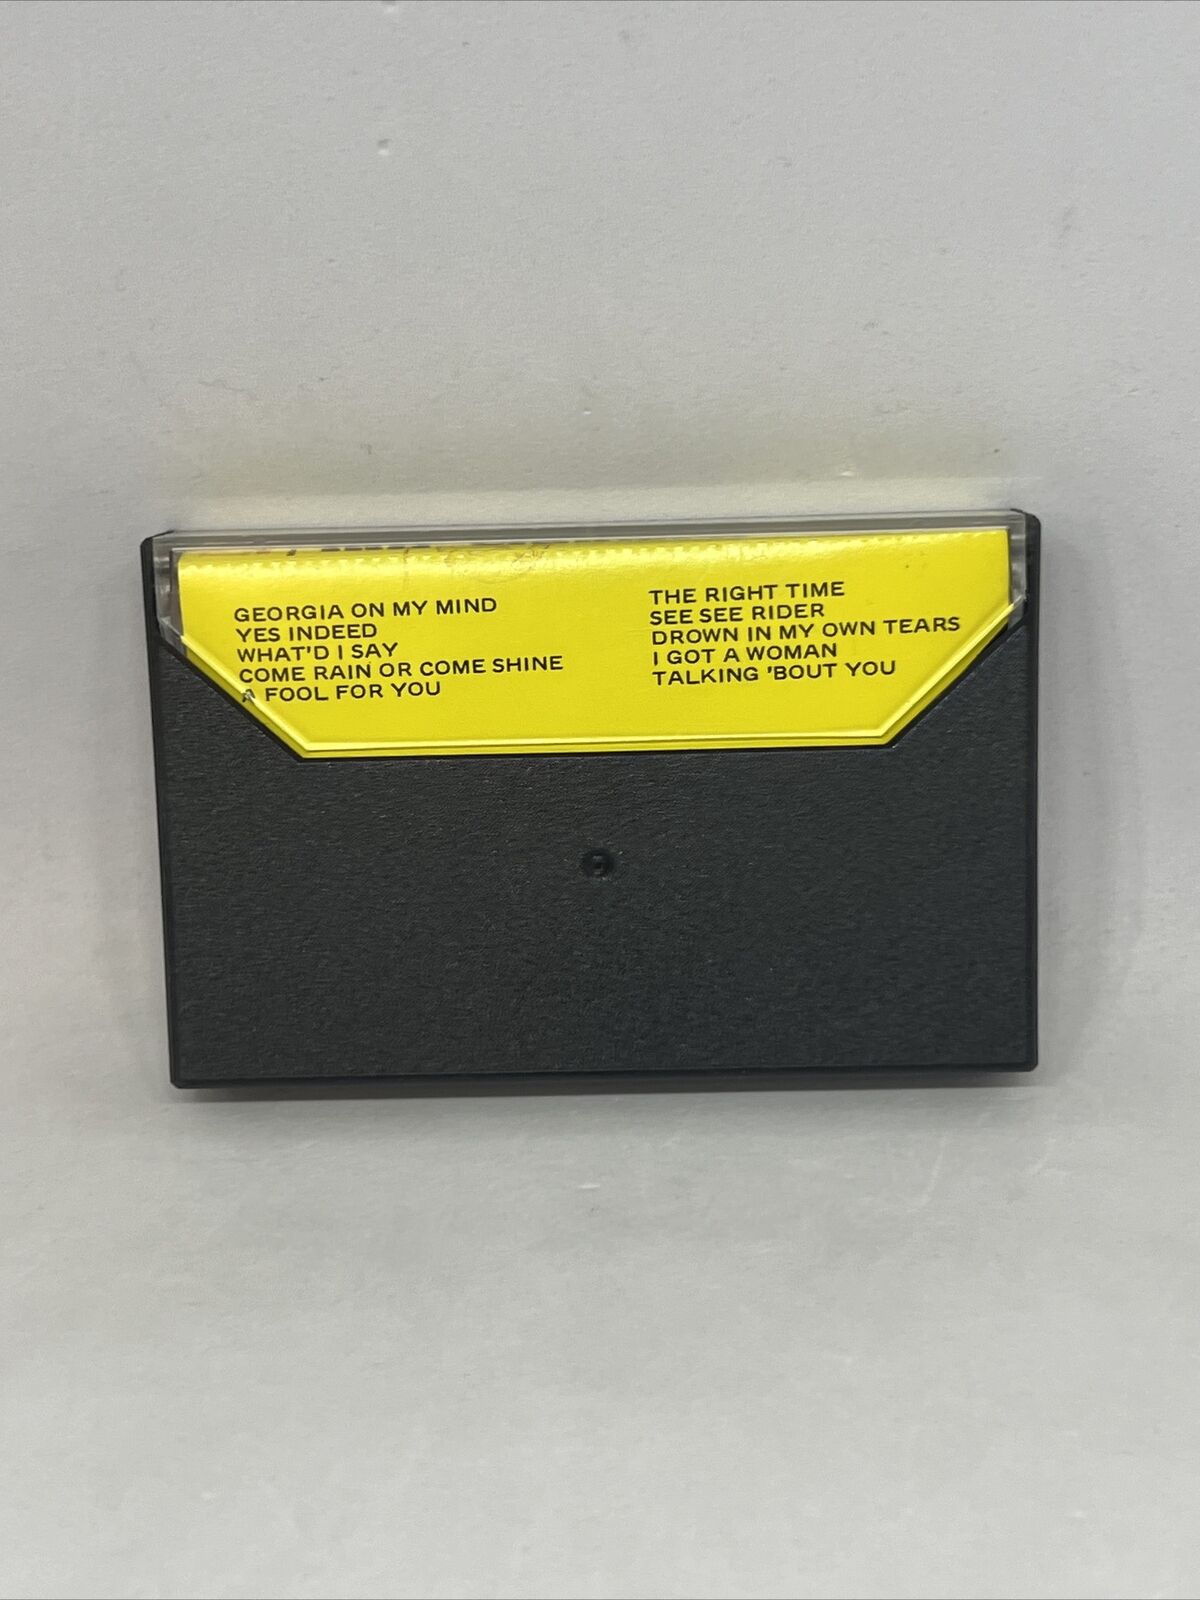 GEORGIA ON MY MIND
YES INDEED
WHAT'D I SAY
COME RAIN OR COME SHINE
A FOOL FOR YOU
THE RIGHT TIME
SEE SEE RIDER
DROWN IN MY OWN TEARS
I GOT A WOMAN
TALKING 'BOUT YOU